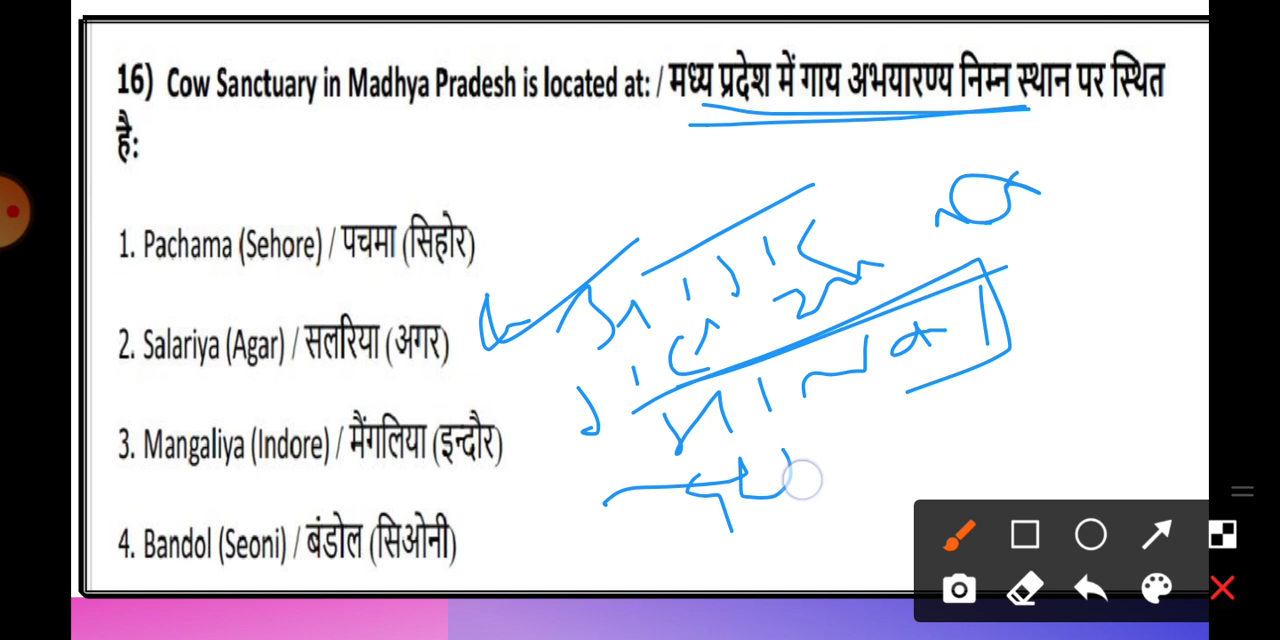 16) Cow Sanctuary in Madhya Pradesh is located at: / मध्य प्रदेश में गाय अभयारण्य निम्न स्थान पर स्थित
है:
1. Pachama (Sehore) / पचमा (सिहोर)
2. Salariya (Agar) / सलरिया (अगर)
3. Mangaliya (Indore) / मैंगलिया (इन्दौर)
4. Bandol (Seoni) / बंडोल (सिओनी)